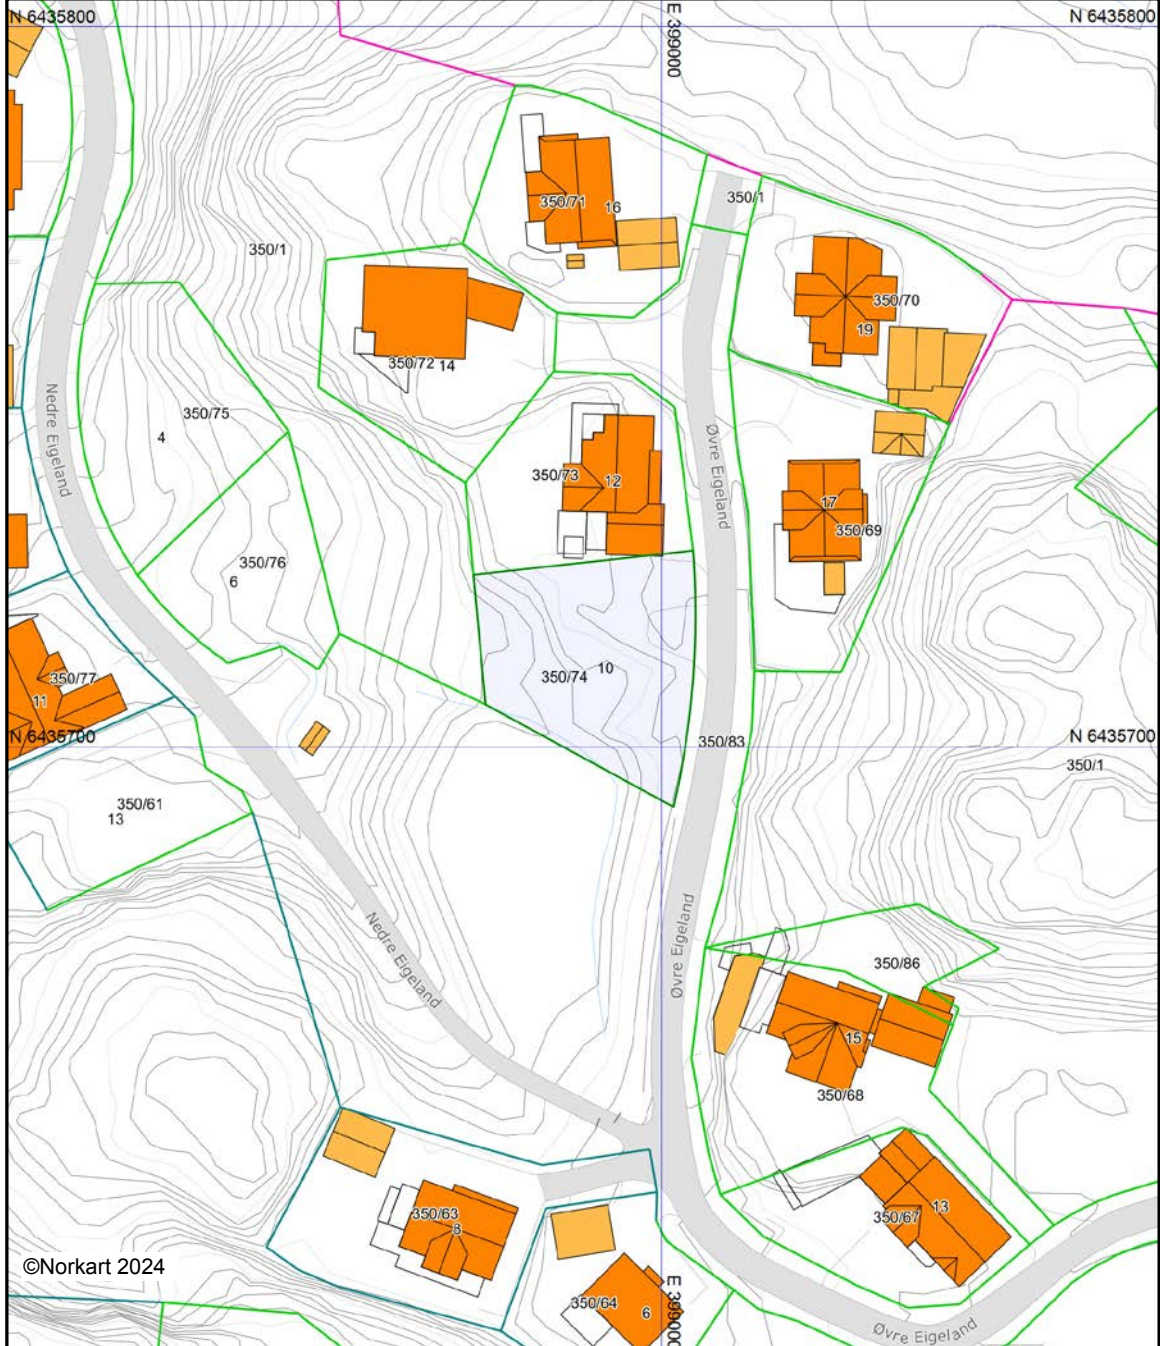 N 6435800
E 399000
N 6435800
350/1
350/71
16
350/1
350/70
19
350/72 14
350/75
4
Nedre Eigeland
Øvre Eigeland
350/73
12
17
350/69
350/76
6
350/74
10
350/77
11
N 6435700
350/83
N 6435700
350/1
350/61
13
Nedre Eigeland
Øvre Eigeland
350/86
15
350/68
350/63
8
13
350/67
©Norkart 2024
350/64
6
E 399000
Øvre Eigeland